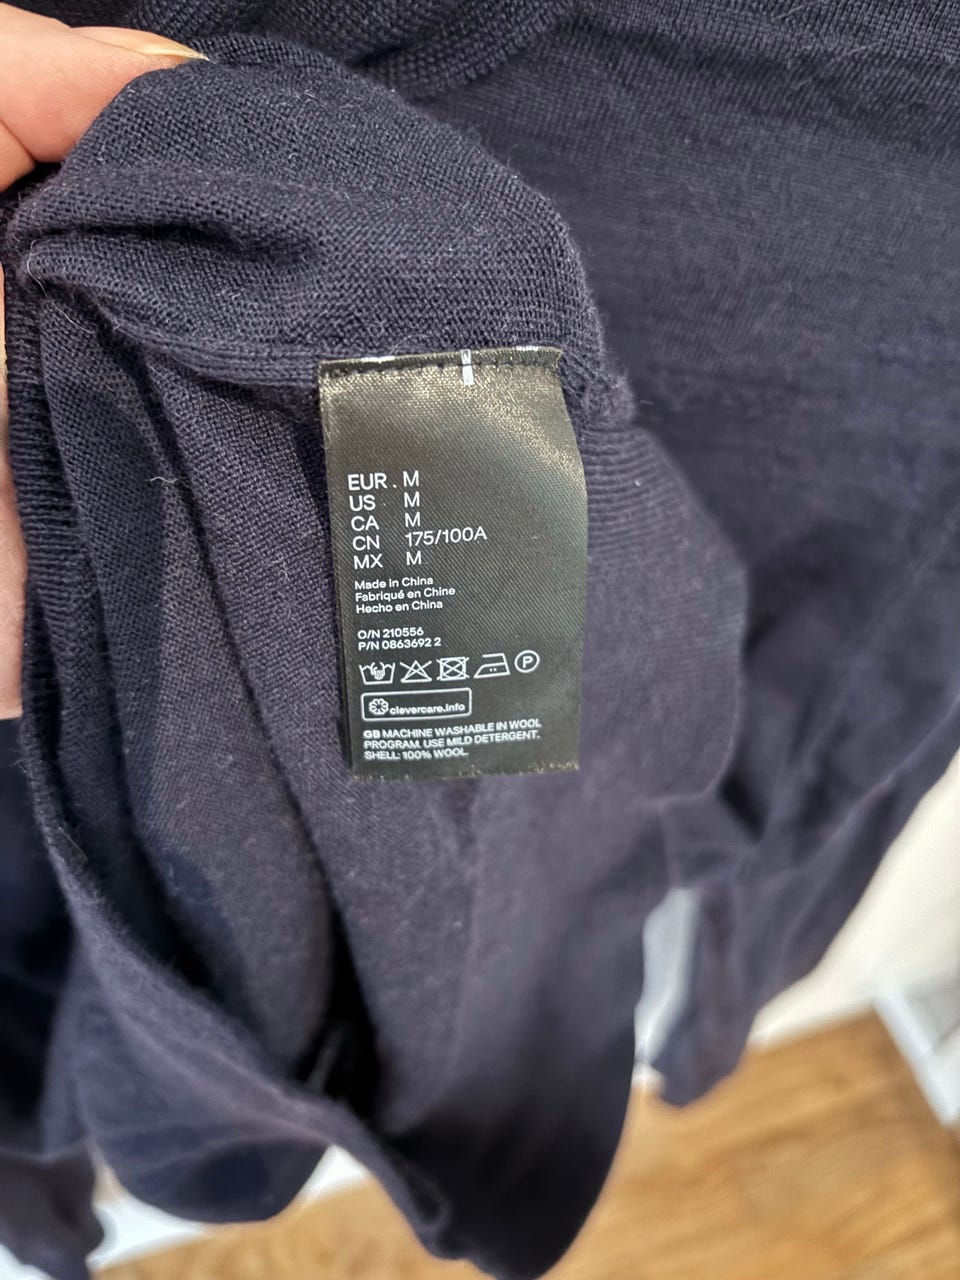 EUR. M
US M
CA M
CN 175/100A
MX M
Made in China
Fabriqué en Chine
Hecho en China
O/N 210556
P/N 0863692 2
P
clevercare.info
GB MACHINE WASHABLE IN WOOL
PROGRAM. USE MILD DETERGENT.
SHELL: 100% WOOL